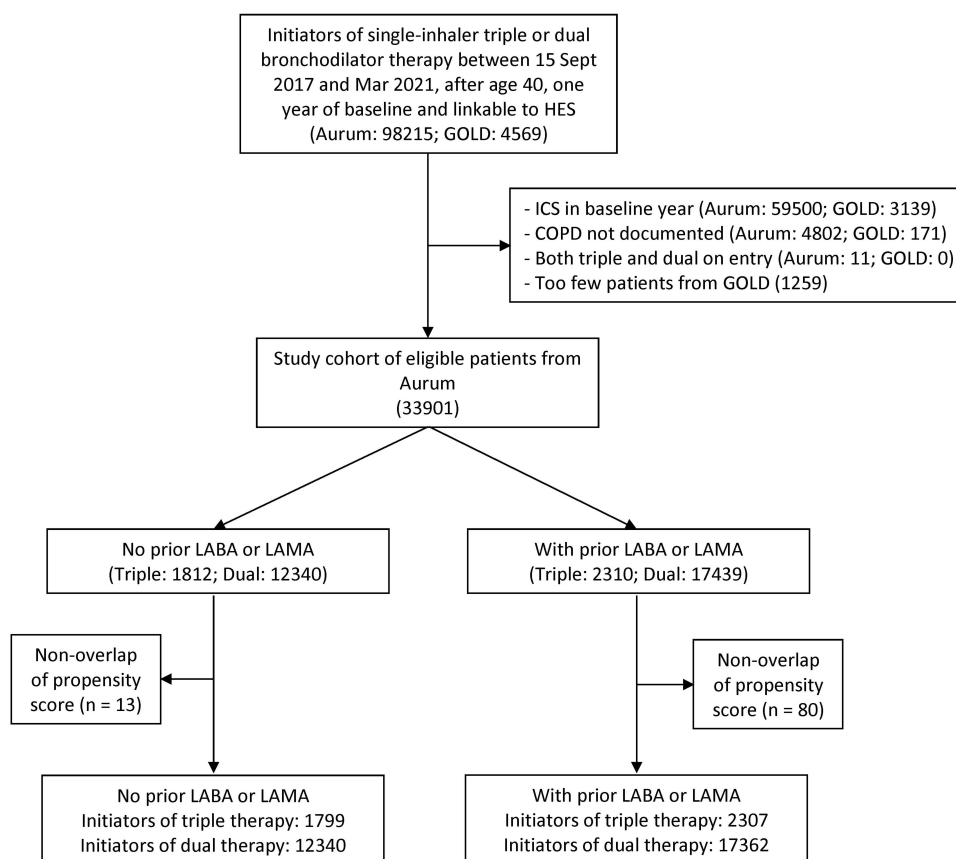 Initiators of single-inhaler triple or dual
bronchodilator therapy between 15 Sept
2017 and Mar 2021, after age 40, one
year of baseline and linkable to HES
(Aurum: 98215; GOLD: 4569)
- ICS in baseline year (Aurum: 59500; GOLD: 3139)
- COPD not documented (Aurum: 4802; GOLD: 171)
- Both triple and dual on entry (Aurum: 11; GOLD: 0)
- Too few patients from GOLD (1259)
Study cohort of eligible patients from
Aurum
(33901)
No prior LABA or LAMA
(Triple: 1812; Dual: 12340)
With prior LABA or LAMA
(Triple: 2310; Dual: 17439)
Non-overlap
of propensity
score (n = 13)
Non-overlap
of propensity
score (n = 80)
No prior LABA or LAMA
Initiators of triple therapy: 1799
Initiators of dual therapy: 12340
With prior LABA or LAMA
Initiators of triple therapy: 2307
Initiators of dual therapy: 17362